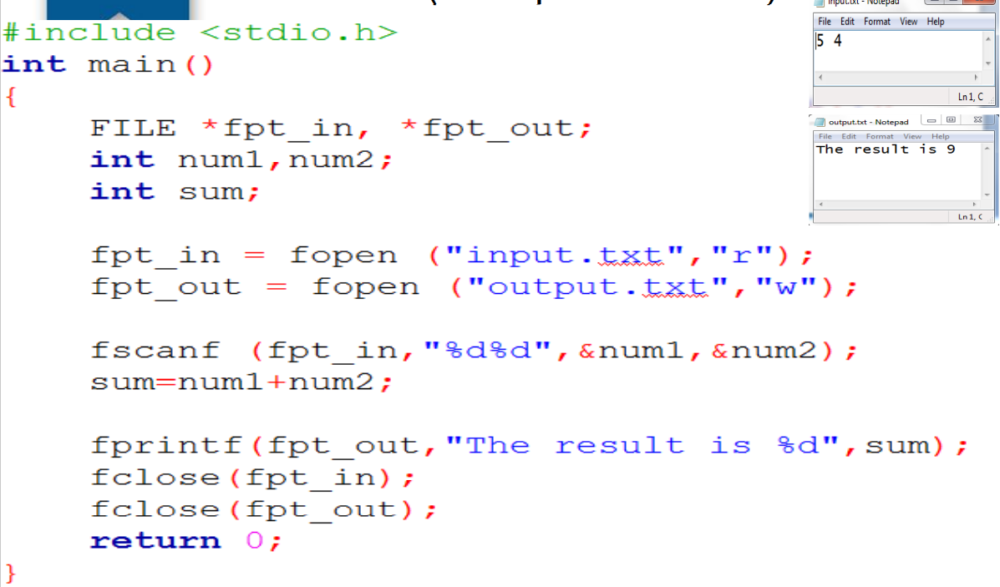 input.txt - Notepad
File Edit Format View Help
5 4
Ln 1, C
output.txt - Notepad
File Edit Format View Help
The result is 9
Ln 1, C
#include <stdio.h>
int main()
{
FILE *fpt_in, *fpt_out;
int num1,num2;
int sum;
fpt_in = fopen ("input.txt","r");
fpt_out = fopen ("output.txt","w");
fscanf (fpt_in,"%d%d",&num1,&num2);
sum=num1+num2;
fprintf(fpt_out,"The result is %d",sum);
fclose(fpt_in);
fclose(fpt_out);
return 0;
}